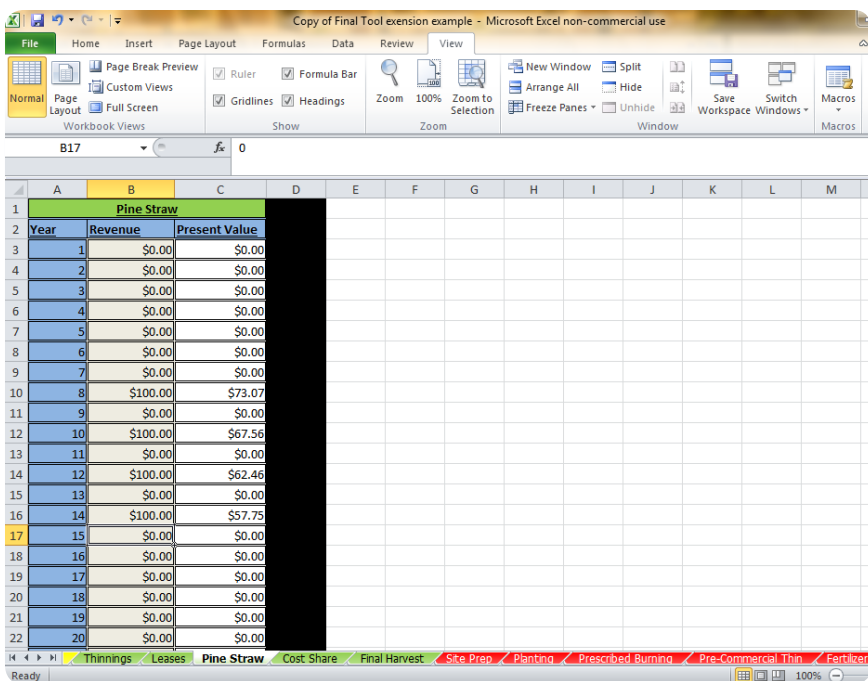 Copy of Final Tool exension example - Microsoft Excel non-commercial use
File Home Insert Page Layout Formulas Data Review View
Normal Page Layout Page Break Preview Custom Views Full Screen
Ruler Formula Bar Gridlines Headings
Zoom 100% Zoom to Selection
New Window Arrange All Freeze Panes Split Hide Unhide
Save Workspace Switch Windows Macros
Workbook Views Show Zoom Window Macros
B17 fx 0
A B C D E F G H I J K L M
1 Pine Straw
2 Year Revenue Present Value
3 1 $0.00 $0.00
4 2 $0.00 $0.00
5 3 $0.00 $0.00
6 4 $0.00 $0.00
7 5 $0.00 $0.00
8 6 $0.00 $0.00
9 7 $0.00 $0.00
10 8 $100.00 $73.07
11 9 $0.00 $0.00
12 10 $100.00 $67.56
13 11 $0.00 $0.00
14 12 $100.00 $62.46
15 13 $0.00 $0.00
16 14 $100.00 $57.75
17 15 $0.00 $0.00
18 16 $0.00 $0.00
19 17 $0.00 $0.00
20 18 $0.00 $0.00
21 19 $0.00 $0.00
22 20 $0.00 $0.00
Thinnings Leases Pine Straw Cost Share Final Harvest Site Prep Planting Prescribed Burning Pre-Commercial Thin Fertilizer
Ready 100%